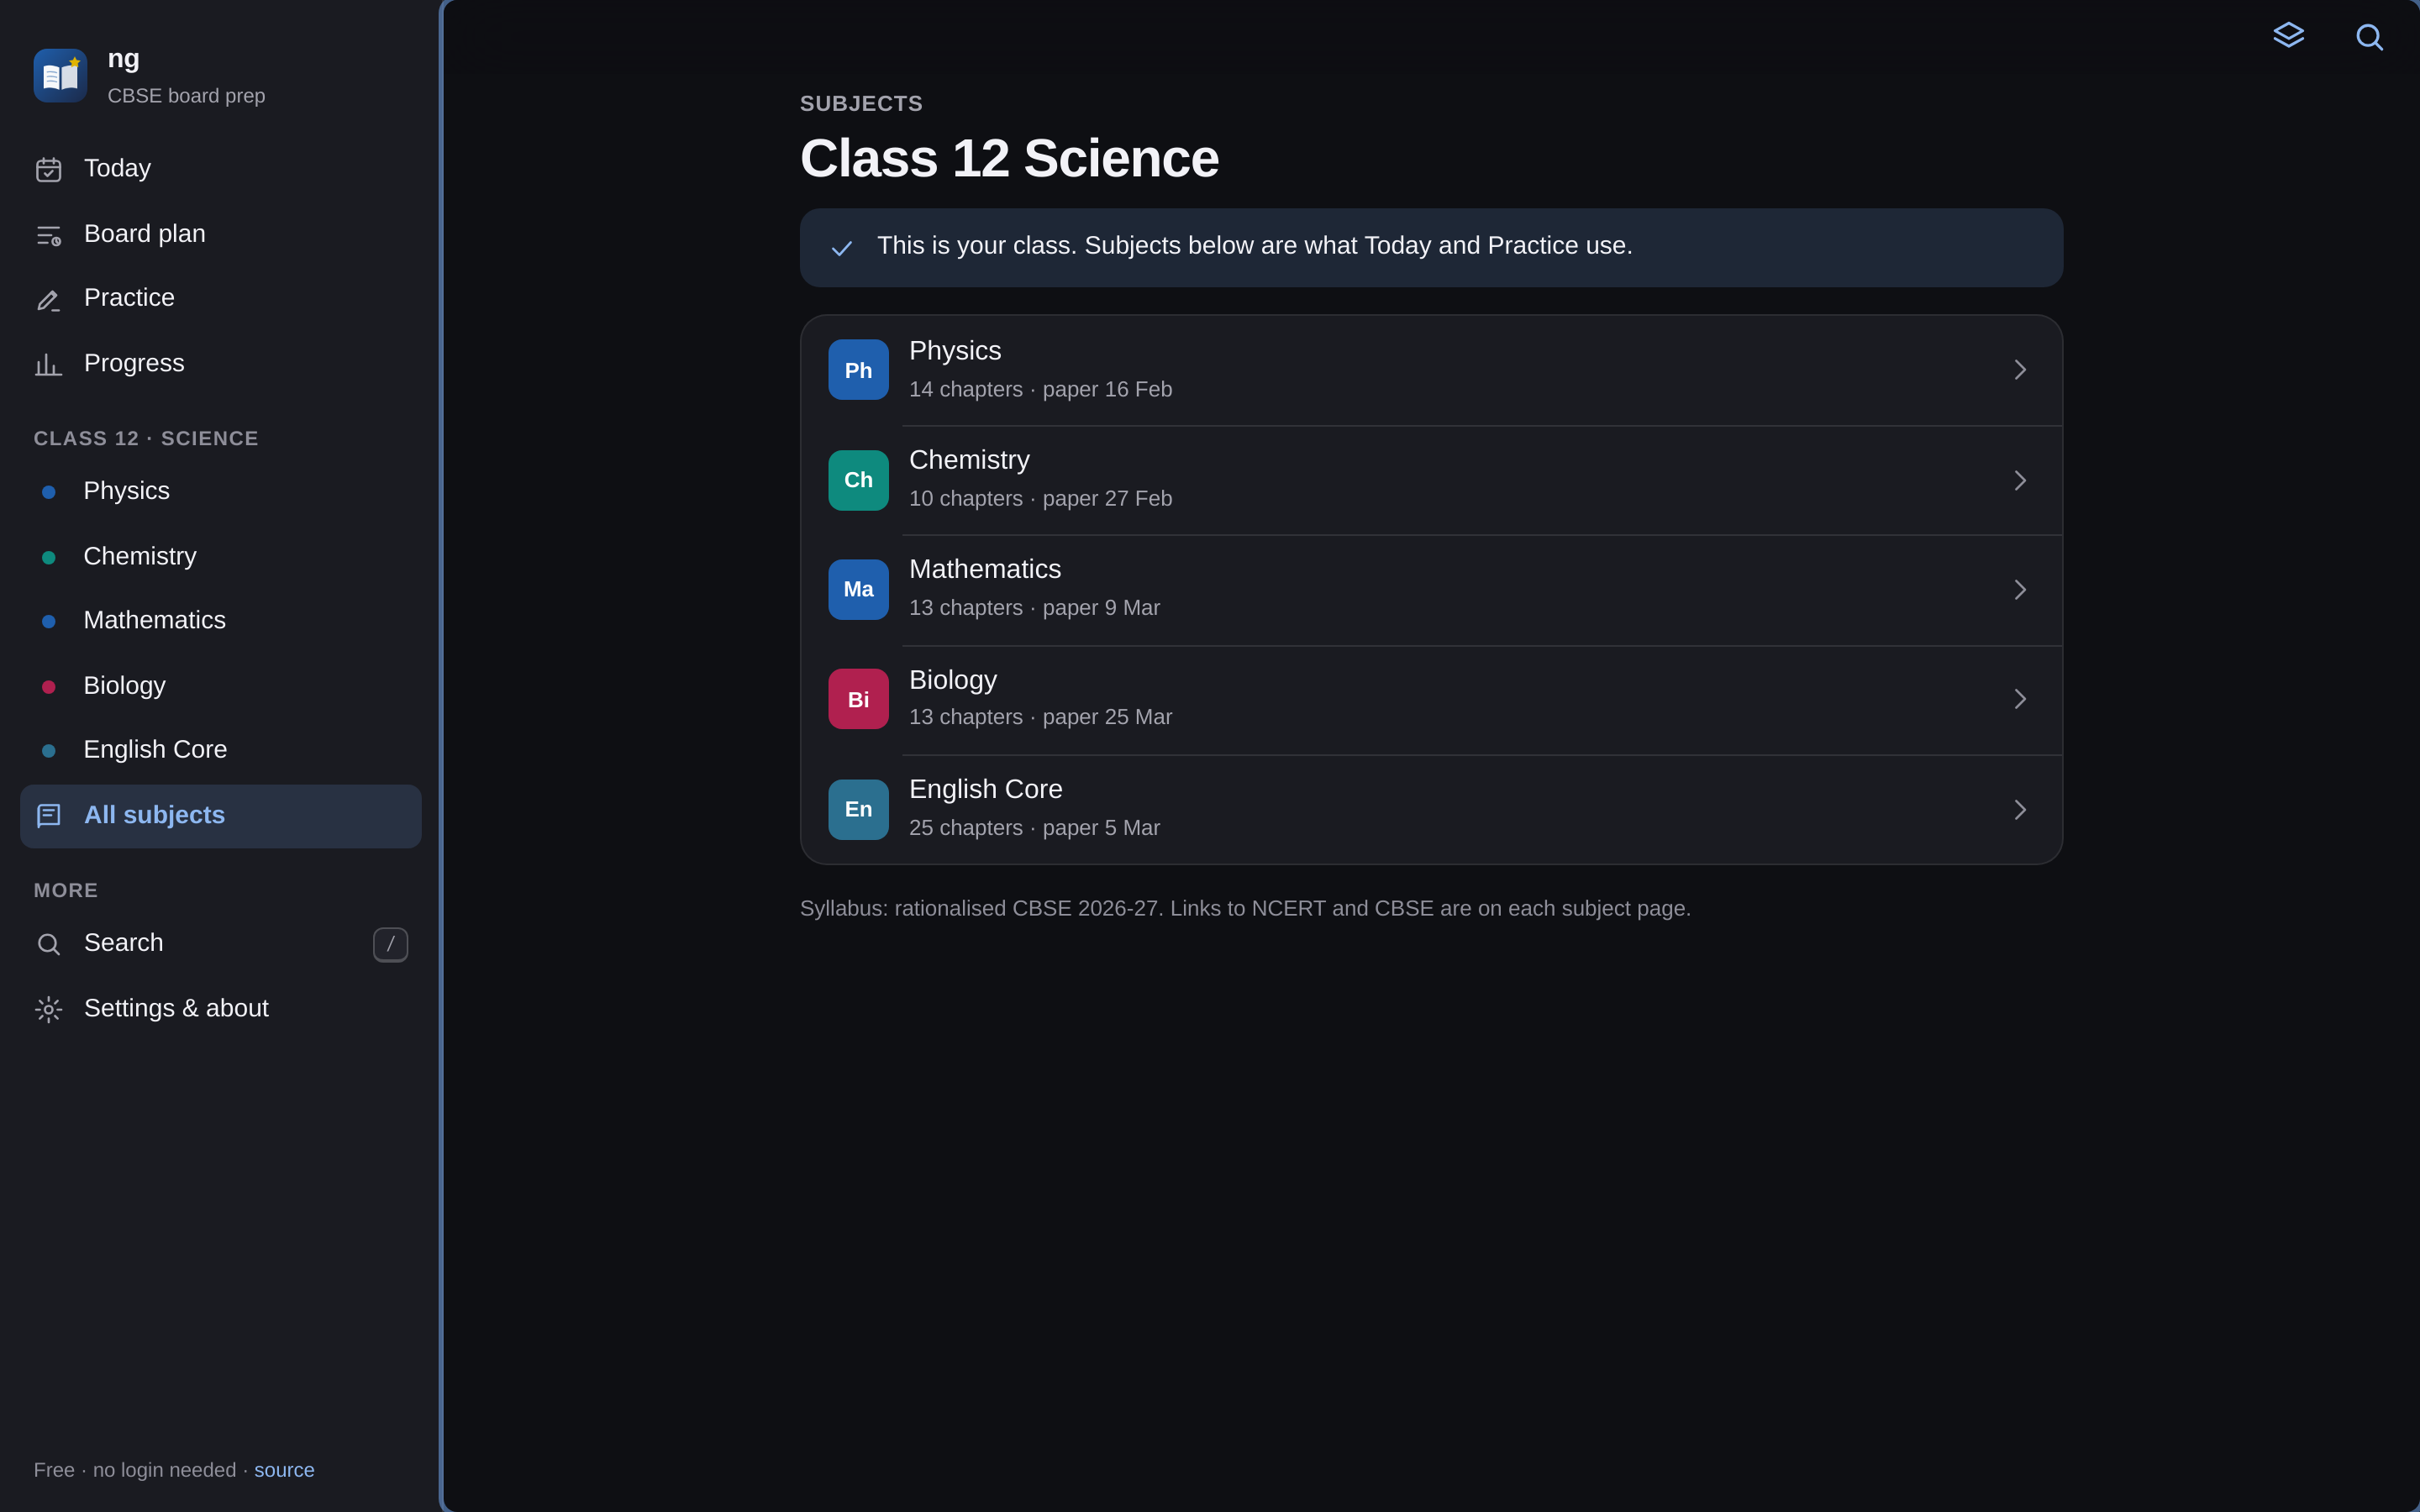 ng
CBSE board prep
Today
Board plan
Practice
Progress
CLASS 12 · SCIENCE
Physics
Chemistry
Mathematics
Biology
English Core
All subjects
MORE
Search /
Settings & about
Free · no login needed · source
SUBJECTS
Class 12 Science
This is your class. Subjects below are what Today and Practice use.
Ph
Physics
14 chapters · paper 16 Feb
Ch
Chemistry
10 chapters · paper 27 Feb
Ma
Mathematics
13 chapters · paper 9 Mar
Bi
Biology
13 chapters · paper 25 Mar
En
English Core
25 chapters · paper 5 Mar
Syllabus: rationalised CBSE 2026-27. Links to NCERT and CBSE are on each subject page.